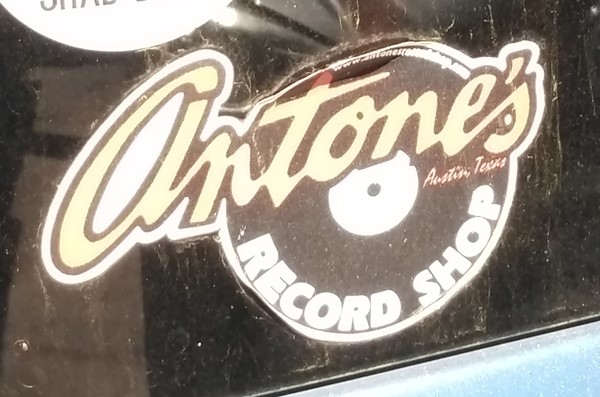 Antone's
Austin, Texas
RECORD SHOP